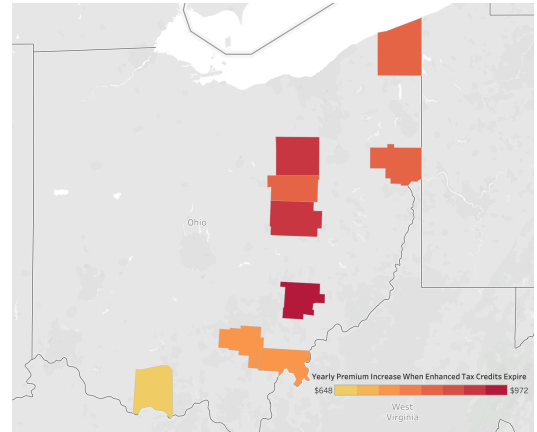 Ohio
Yearly Premium Increase When Enhanced Tax Credits Expire
$648 $972
West
Virginia